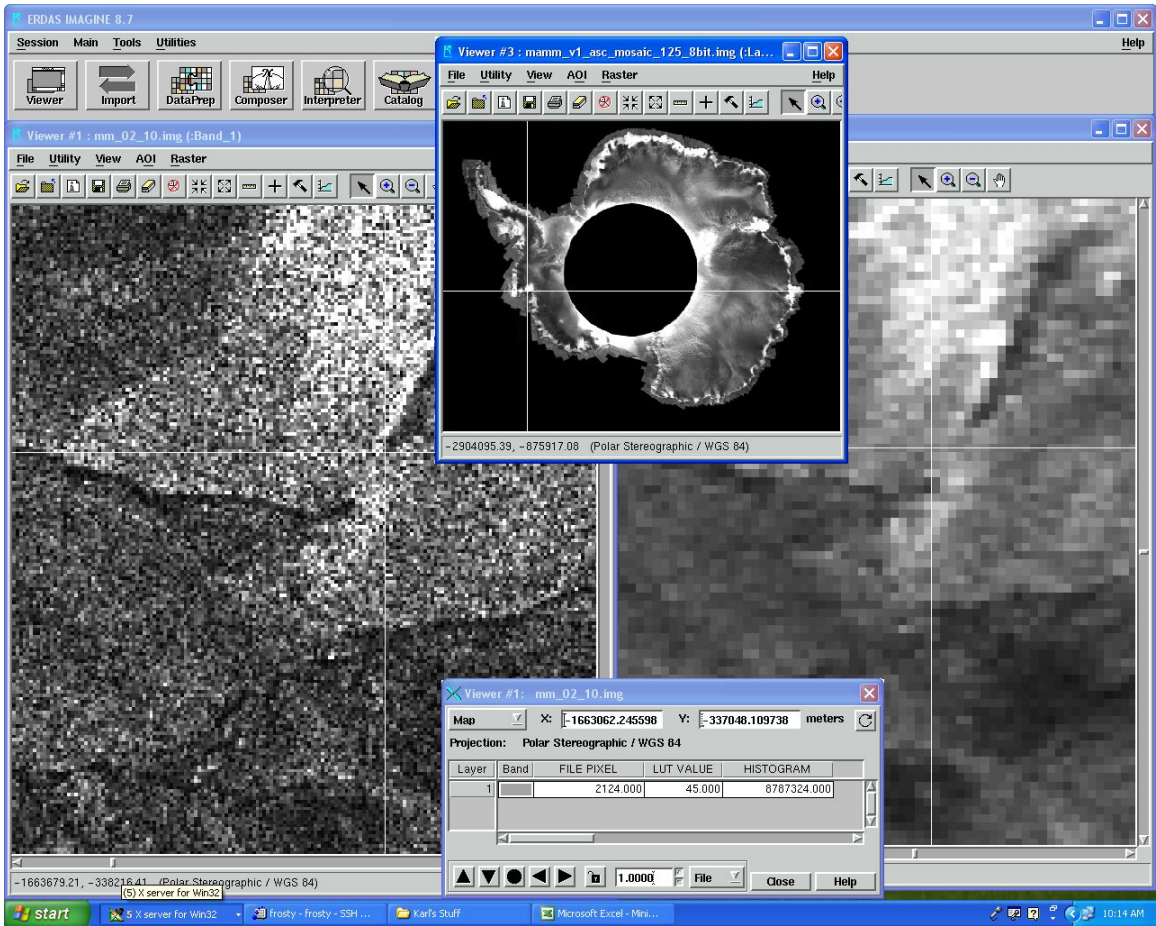 ERDAS IMAGINE 8.7
Session Main Tools Utilities Help
Viewer Import DataPrep Composer Interpreter Catalog
Viewer #3 : mamm_v1_asc_mosaic_125_8bit.img (:La...
File Utility View AOI Raster Help
-2904095.39, -875917.08 (Polar Stereographic / WGS 84)
Viewer #1 : mm_02_10.img (:Band_1)
File Utility View AOI Raster
Viewer #1: mm_02_10.img
Map X: -1663062.245598 Y: -337048.109738 meters
Projection: Polar Stereographic / WGS 84
Layer Band FILE PIXEL LUT VALUE HISTOGRAM
1 2124.000 45.000 8787324.000
1.0000 File Close Help
-1663679.21, -338216.41 (Polar Stereographic / WGS 84)
(5) X server for Win32
start 5 X server for Win32 frosty - frosty - SSH ... Karl's Stuff Microsoft Excel - Mini... 10:14 AM